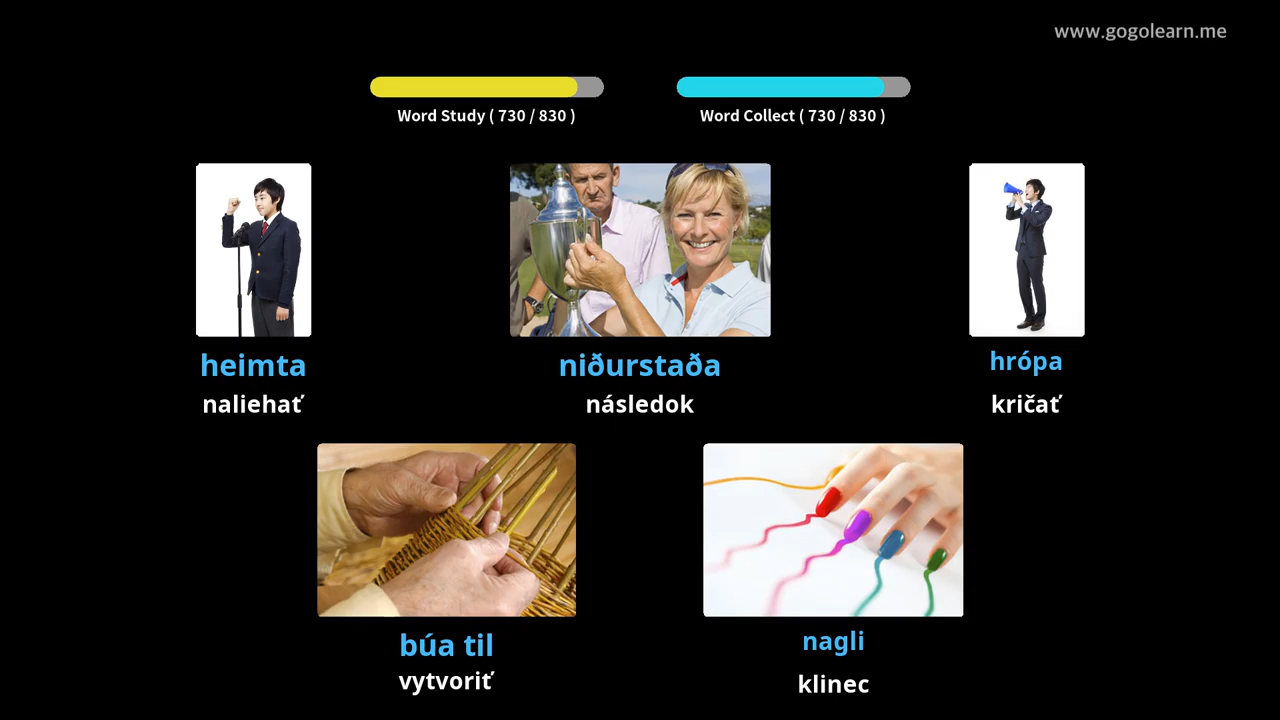 www.gogolearn.me
Word Study ( 730 / 830 )
Word Collect ( 730 / 830 )
heimta
naliehať
niðurstaða
následok
hrópa
kričať
búa til
vytvoriť
nagli
klinec